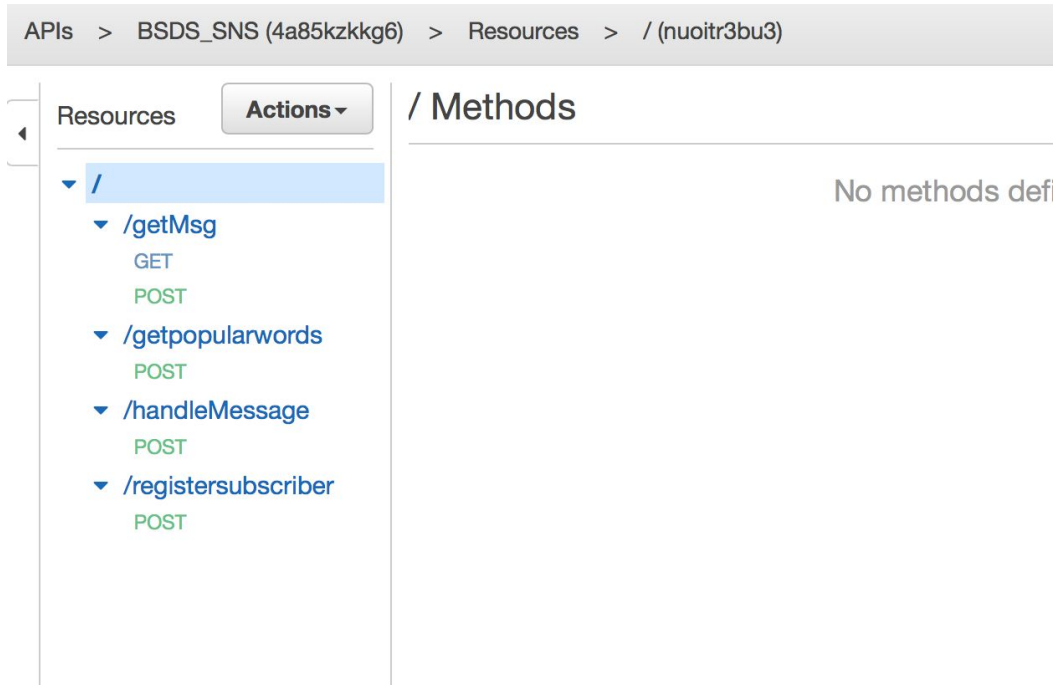 APIs > BSDS_SNS (4a85kzkkg6) > Resources > / (nuoitr3bu3)
Resources
Actions
/ Methods
No methods defi
/
/getMsg
GET
POST
/getpopularwords
POST
/handleMessage
POST
/registersubscriber
POST